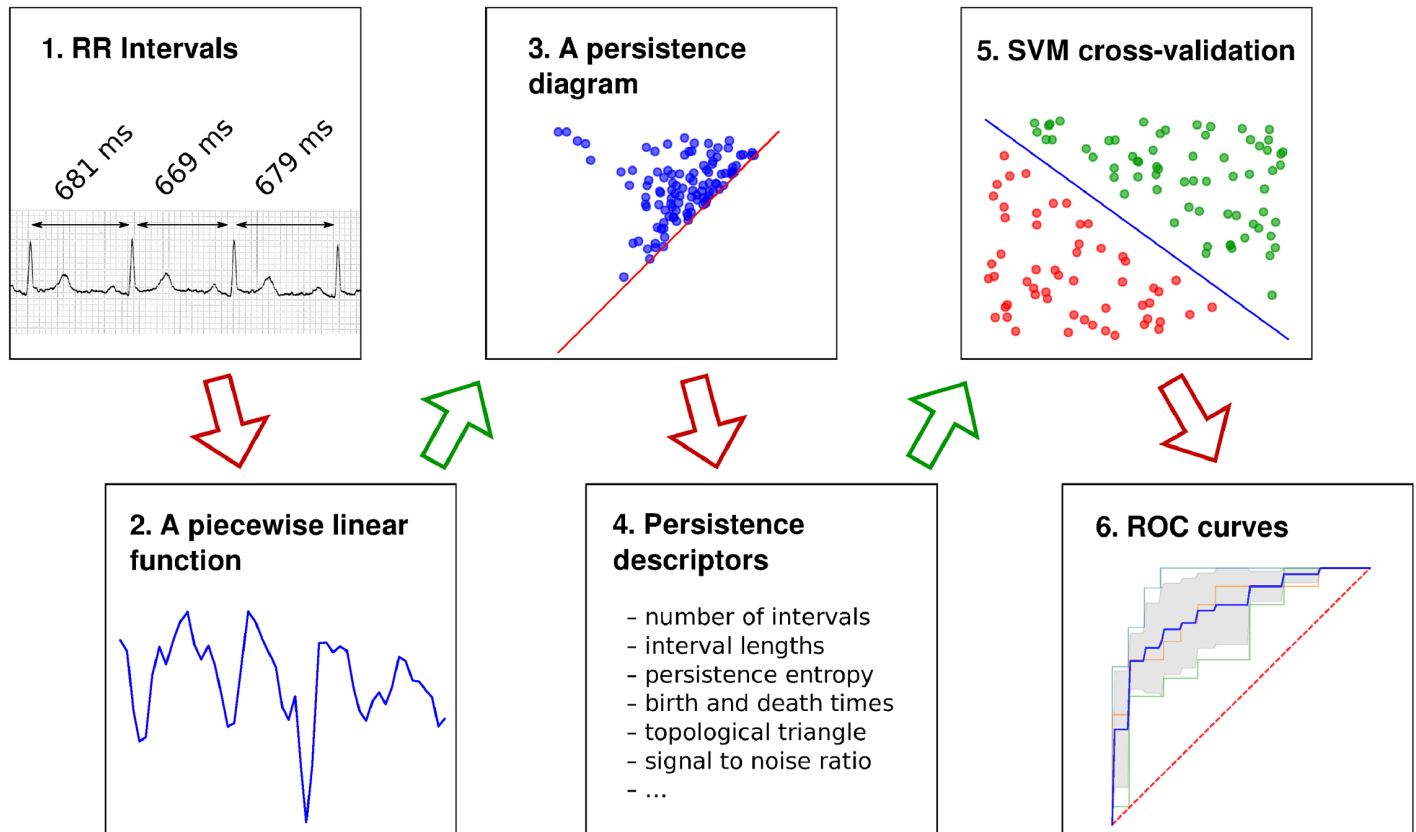 1. RR Intervals
681 ms
669 ms
679 ms
2. A piecewise linear
function
3. A persistence
diagram
4. Persistence
descriptors
– number of intervals
– interval lengths
– persistence entropy
– birth and death times
– topological triangle
– signal to noise ratio
– ...
5. SVM cross-validation
6. ROC curves